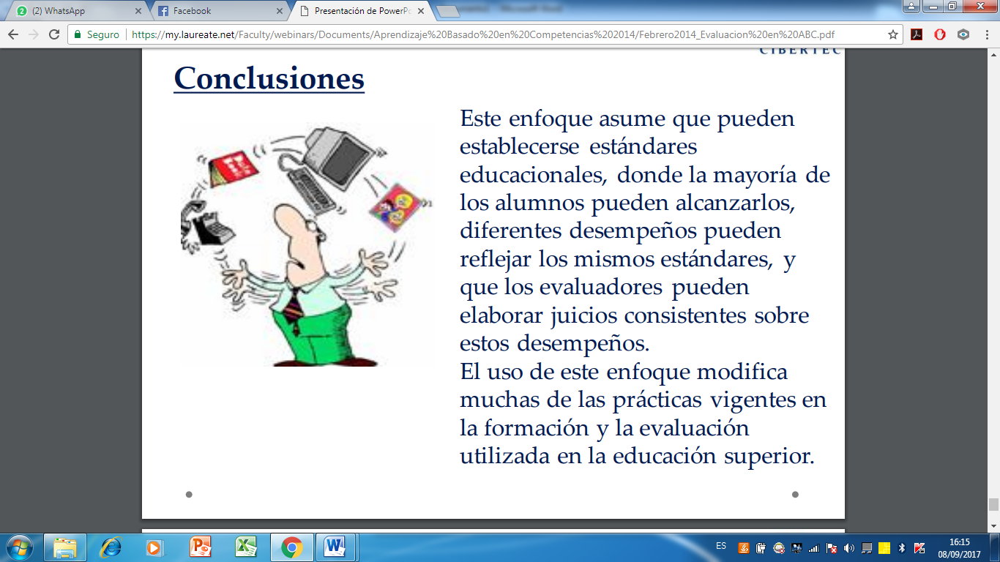 (2) WhatsApp
Facebook
Presentación de PowerPo
Seguro
https://my.laureate.net/Faculty/webinars/Documents/Aprendizaje%20Basado%20en%20Competencias%202014/Febrero2014_Evaluacion%20en%20ABC.pdf
CIBERTEC
Conclusiones
Este enfoque asume que pueden
establecerse estándares
educacionales, donde la mayoría de
los alumnos pueden alcanzarlos,
diferentes desempeños pueden
reflejar los mismos estándares, y
que los evaluadores pueden
elaborar juicios consistentes sobre
estos desempeños.
El uso de este enfoque modifica
muchas de las prácticas vigentes en
la formación y la evaluación
utilizada en la educación superior.
ES
16:15
08/09/2017